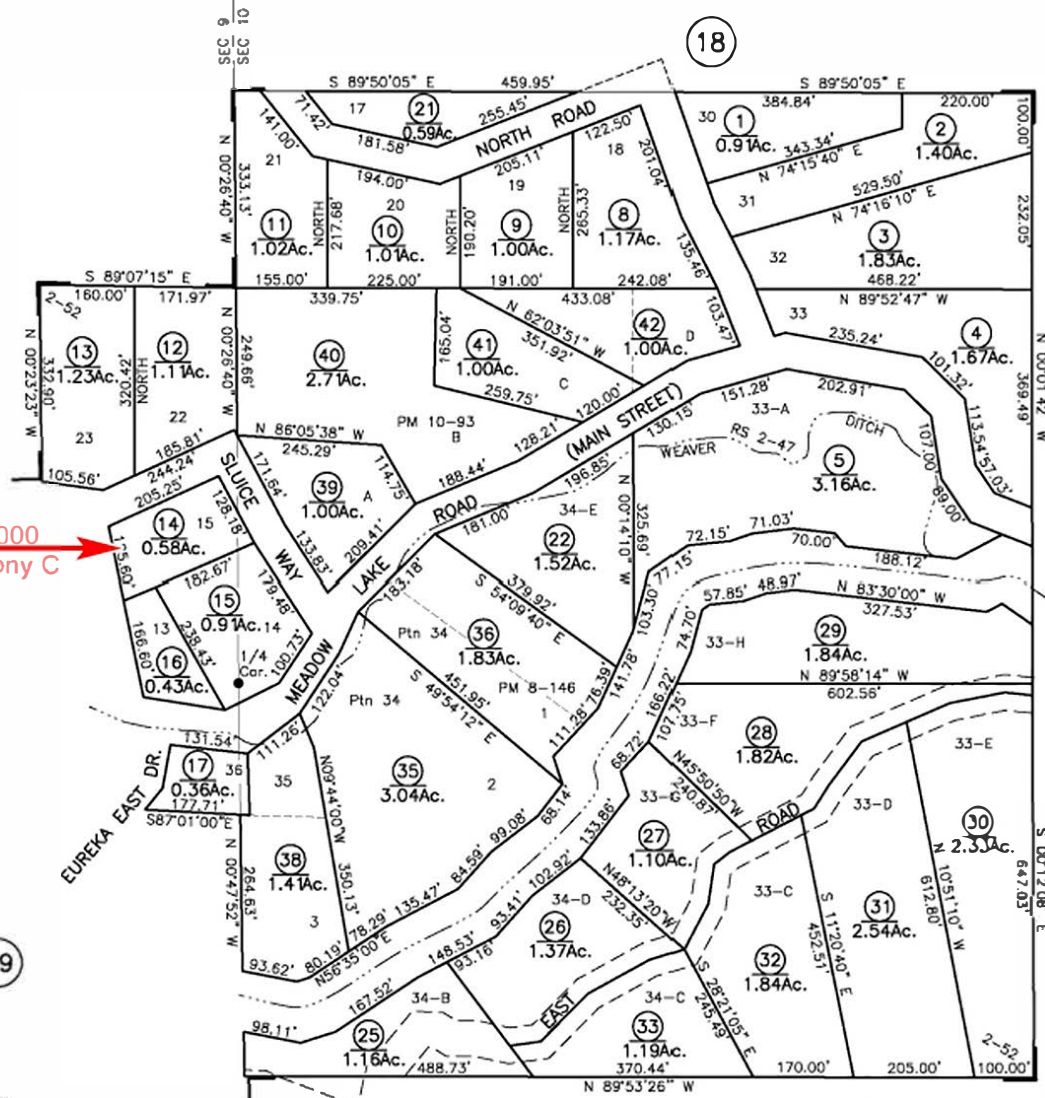 SEC 9
SEC 10
18
S 89°50'05" E 459.95'
S 89°50'05" E
384.84'
220.00'
100.00'
71.42'
17
21
0.59Ac.
255.45'
181.58'
NORTH ROAD
122.50'
30
1
0.91Ac.
343.34'
N 74°15'40" E
2
1.40Ac.
141.00'
21
N 00°26'40" W
333.13'
194.00'
205.11'
18
201.04'
529.50'
N 74°16'10" E
31
232.05'
11
1.02Ac.
NORTH
217.68'
20
10
1.01Ac.
NORTH
190.20'
19
9
1.00Ac.
NORTH
265.33'
8
1.17Ac.
135.46'
32
3
1.83Ac.
468.22'
N 89°52'47" W
155.00'
225.00'
191.00'
242.08'
S 89°07'15" E
160.00'
171.97'
339.75'
433.08'
2-52
N 00°23'23" W
332.90'
13
1.23Ac.
320.42'
NORTH
12
1.11Ac.
22
23
N 00°26'40" W
249.66'
40
2.71Ac.
165.04'
41
1.00Ac.
N 62°03'51" W
351.92'
C
259.75'
42
1.00Ac.
D
103.47'
33
235.24'
4
1.67Ac.
101.32'
N 00°01'42" W
369.49'
PM 10-93
B
120.00'
128.21'
188.44'
(MAIN STREET)
130.15'
151.28'
202.91'
33-A
WEAVER
RS 2-47
DITCH
107.00'
89.00'
113.54'
57.03'
5
3.16Ac.
105.56'
185.81'
244.24'
205.25'
N 86°05'38" W
245.29'
114.75'
39
1.00Ac.
A
171.64'
133.83'
209.41'
SLUICE WAY
MEADOW LAKE ROAD
196.85'
181.00'
34-E
22
1.52Ac.
N 00°14'10" W
325.69'
14
0.58Ac.
15
128.18'
000
ony C
182.67'
15
0.91Ac.
14
179.48'
100.73'
13
166.60'
238.43'
16
0.43Ac.
1/4
Cor.
183.18'
379.92'
S 54°09'40" E
Ptn 34
36
1.83Ac.
451.95'
S 49°54'12" E
PM 8-146
1
72.15'
71.03'
70.00'
188.12'
77.15'
103.30'
141.78'
76.39'
111.28'
57.85'
48.97'
N 83°30'00" W
327.53'
74.70'
166.22'
107.75'
33-H
29
1.84Ac.
N 89°58'14" W
602.56'
122.04'
Ptn 34
35
3.04Ac.
2
131.54'
111.26'
17
0.36Ac.
36
177.71'
S87°01'00"E
EUREKA EAST DR.
35
N09°44'00"W
350.13'
38
1.41Ac.
3
N 00°47'52" W
264.63'
93.62'
80.19'
78.29'
N56°35'00"E
135.47'
84.59'
99.08'
68.14'
68.72'
133.86'
102.92'
93.41'
148.53'
93.16'
167.52'
98.11'
33-F
28
1.82Ac.
N45°50'50"W
240.87'
33-G
27
1.10Ac.
ROAD
33-E
33-D
30
2.33Ac.
S 00°12'08" E
647.03'
N48°13'20"W
232.35'
34-D
26
1.37Ac.
33-C
32
1.84Ac.
S 11°20'40" E
452.51'
31
2.54Ac.
N 10°51'10" W
612.80'
9
34-B
25
1.16Ac.
488.73'
EAST
34-C
33
1.19Ac.
370.44'
S 28°21'05" E
245.49'
170.00'
205.00'
100.00'
2-52
N 89°53'26" W